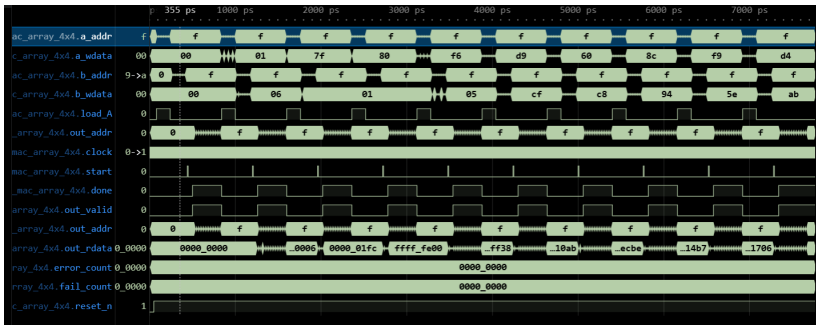 p 355 ps 1000 ps 2000 ps 3000 ps 4000 ps 5000 ps 6000 ps 7000 ps
ac_array_4x4.a_addr f f f f f f f f f f f
c_array_4x4.a_wdata 00 00 01 7f 80 f6 d9 60 8c f9 d4
ac_array_4x4.b_addr 9->a 0 f f f f f f f f f f
c_array_4x4.b_wdata 00 00 06 01 05 cf c8 94 5e ab
ac_array_4x4.load_A 0
_array_4x4.out_addr 0 0 f f f f f f f f f
mac_array_4x4.clock 0->1
mac_array_4x4.start 0
_mac_array_4x4.done 0
array_4x4.out_valid 0
_array_4x4.out_addr 0 0 f f f f f f f f f
array_4x4.out_rdata 0_0000 0000_0000 …0006 0000_01fc ffff_fe00 …ff38 …10ab …ecbe …14b7 …1706
ray_4x4.error_count 0_0000 0000_0000
rray_4x4.fail_count 0_0000 0000_0000
c_array_4x4.reset_n 1